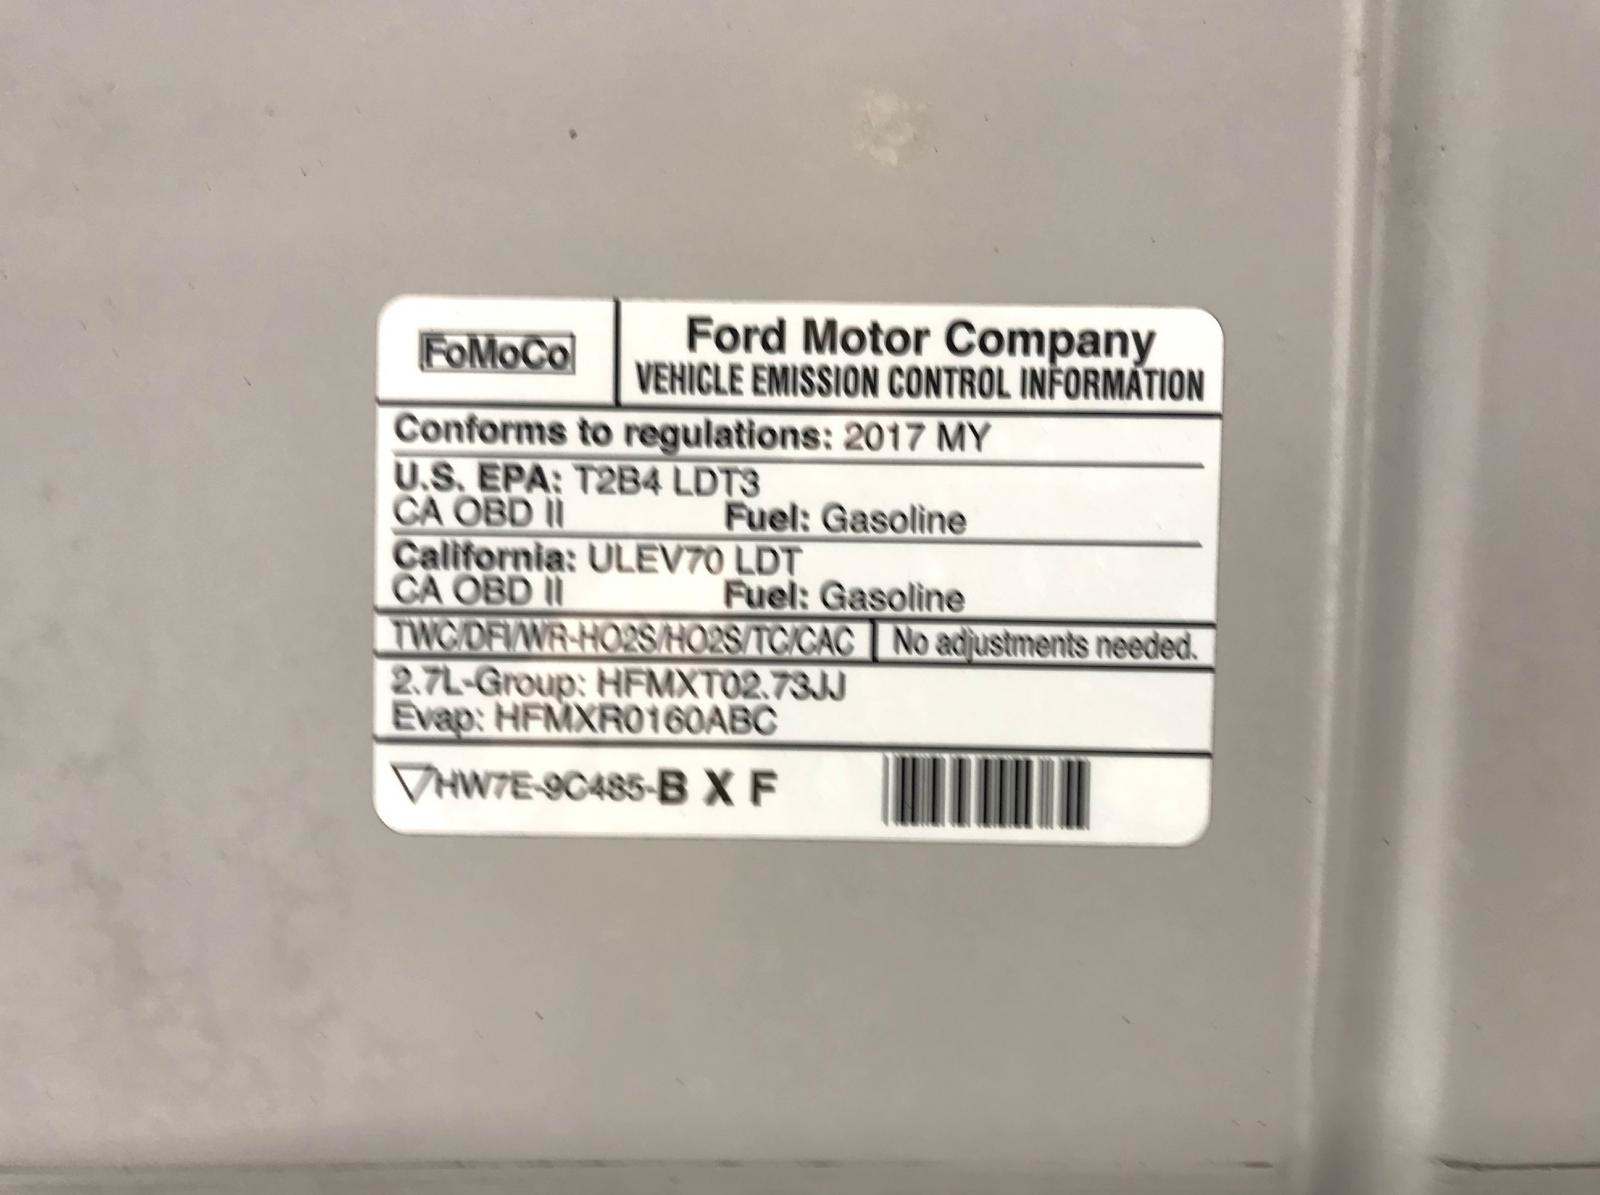 FoMoCo
Ford Motor Company
VEHICLE EMISSION CONTROL INFORMATION
Conforms to regulations: 2017 MY
U.S. EPA: T2B4 LDT3
CA OBD II Fuel: Gasoline
California: ULEV70 LDT
CA OBD II Fuel: Gasoline
TWC/DFI/WR-HO2S/HO2S/TC/CAC No adjustments needed.
2.7L-Group: HFMXT02.73JJ
Evap: HFMXR0160ABC
HW7E-9C485-B X F